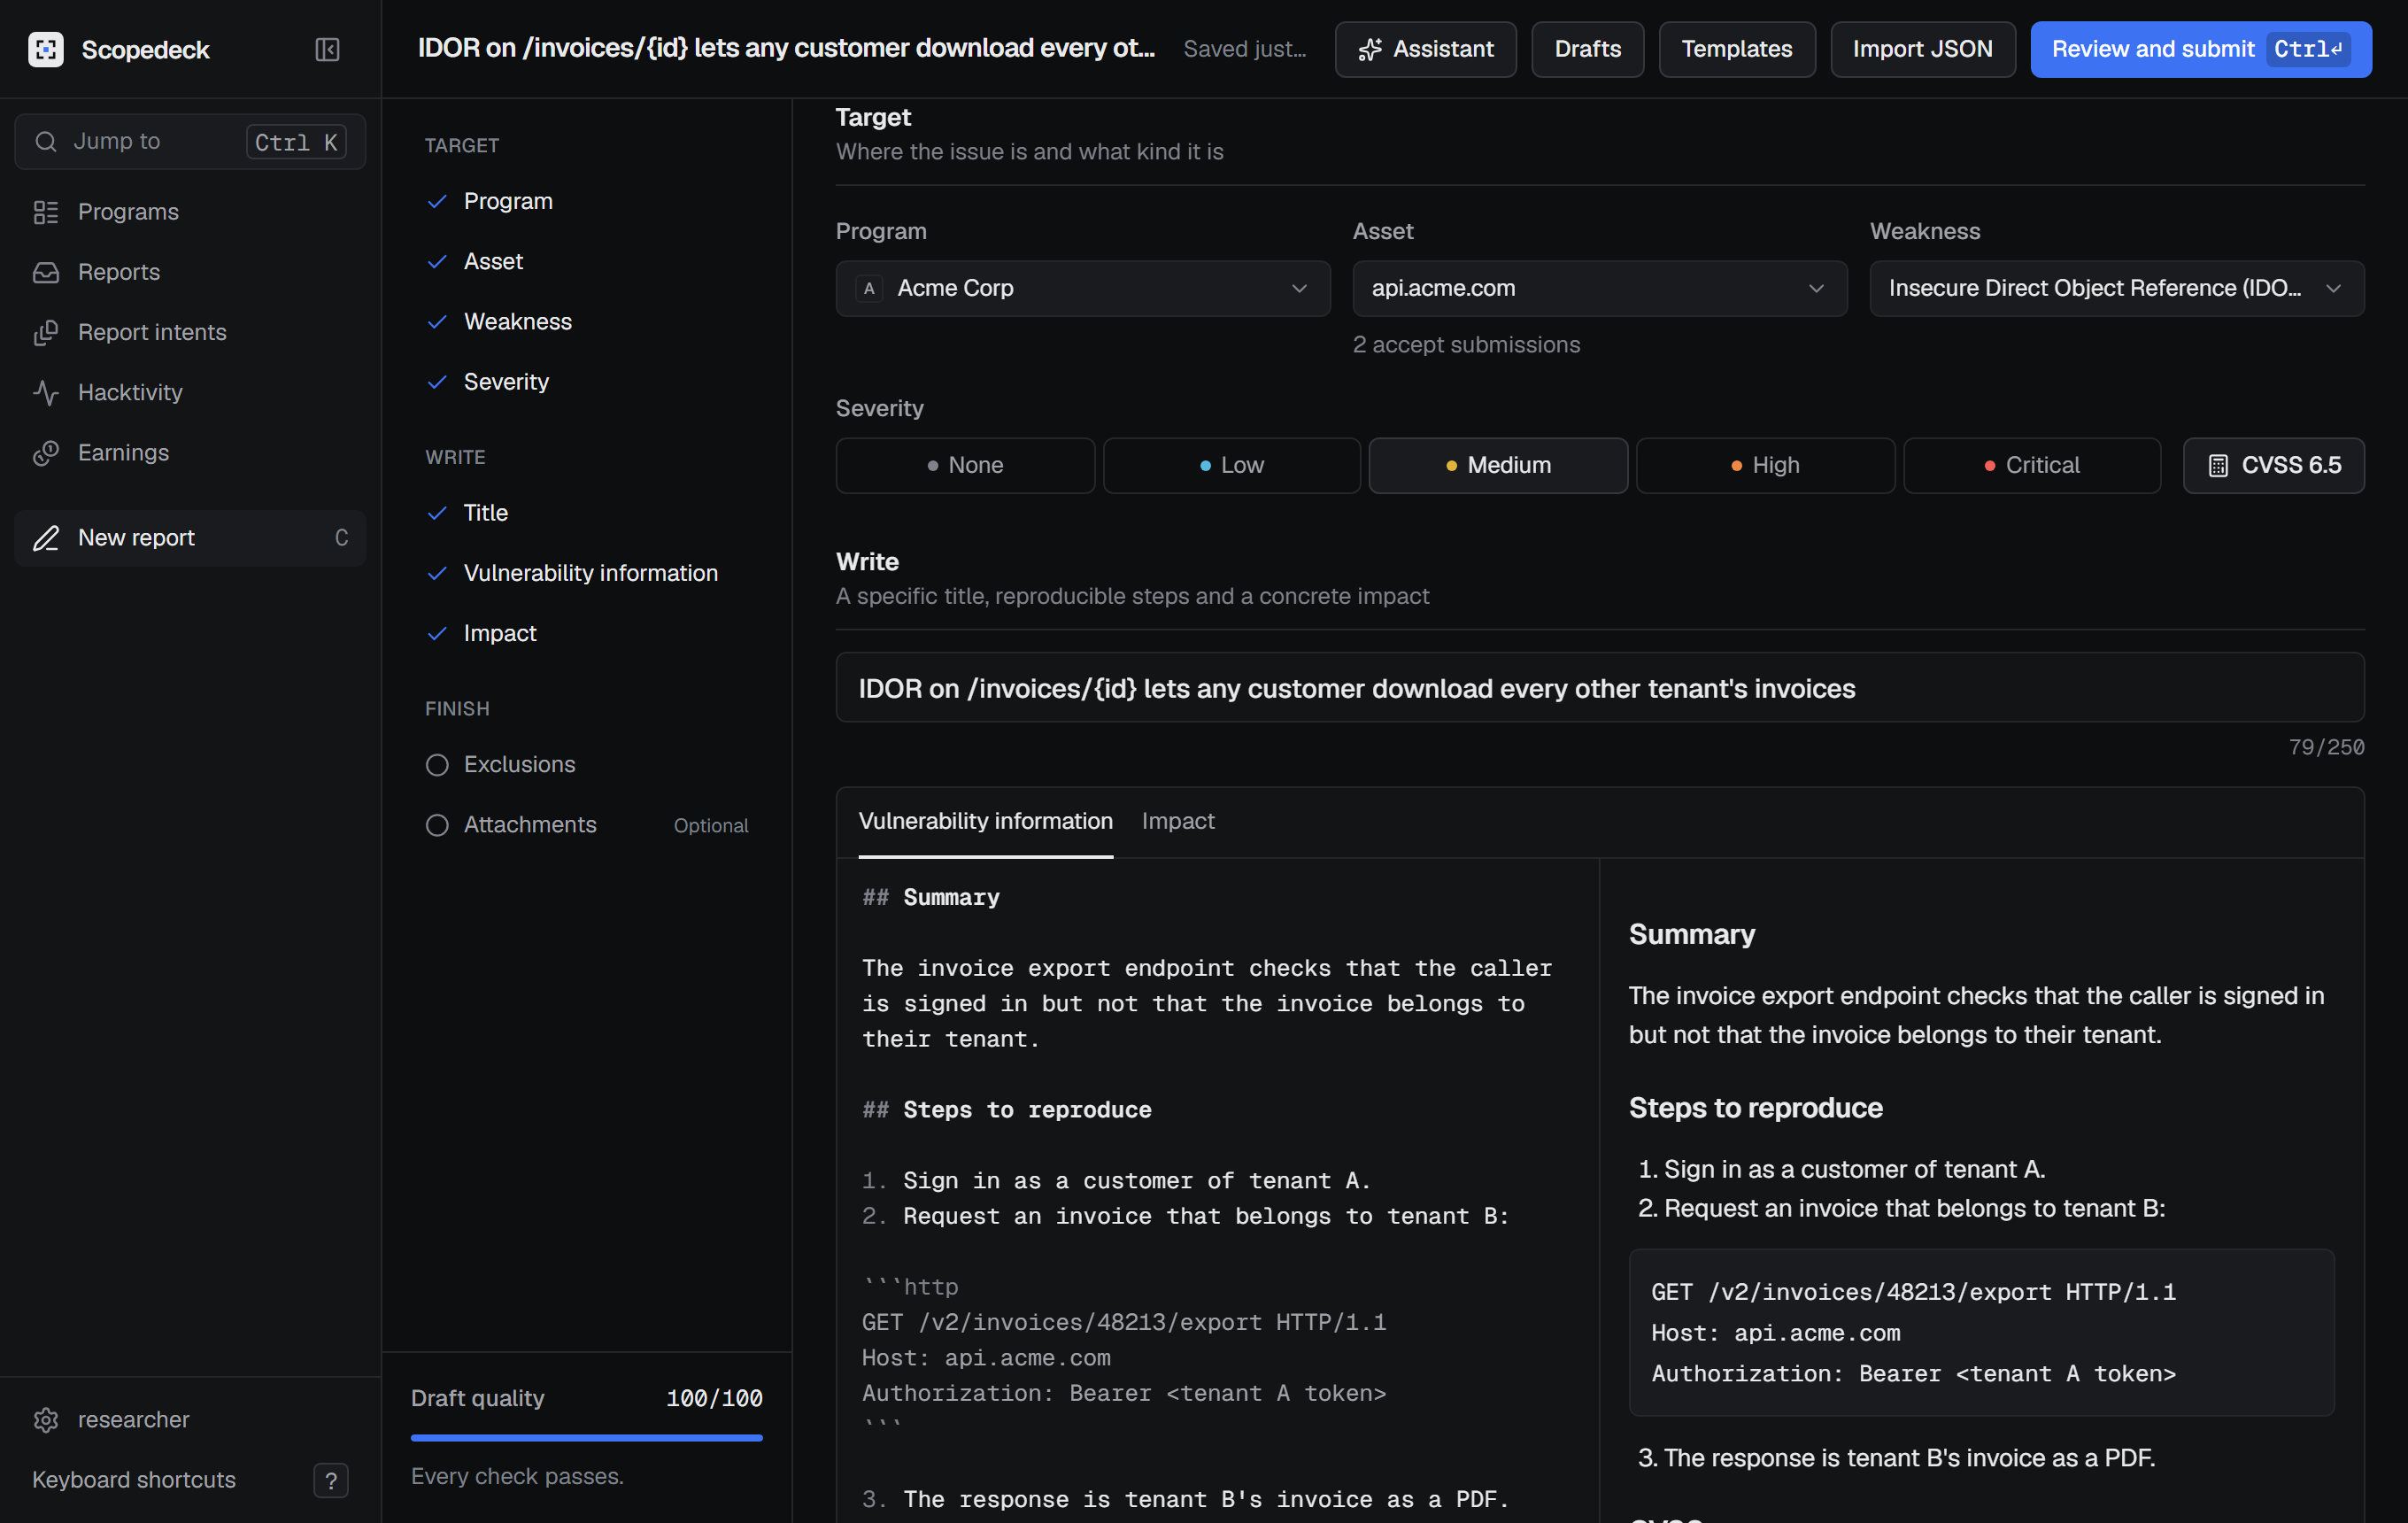 Scopedeck
IDOR on /invoices/{id} lets any customer download every ot...
Saved just...
Assistant
Drafts
Templates
Import JSON
Review and submit Ctrl↵
Jump to
Ctrl K
Programs
Reports
Report intents
Hacktivity
Earnings
New report
C
researcher
Keyboard shortcuts
?
TARGET
Program
Asset
Weakness
Severity
WRITE
Title
Vulnerability information
Impact
FINISH
Exclusions
Attachments
Optional
Draft quality
100/100
Every check passes.
Target
Where the issue is and what kind it is
Program
Asset
Weakness
A
Acme Corp
api.acme.com
Insecure Direct Object Reference (IDO...
2 accept submissions
Severity
None
Low
Medium
High
Critical
CVSS 6.5
Write
A specific title, reproducible steps and a concrete impact
IDOR on /invoices/{id} lets any customer download every other tenant's invoices
79/250
Vulnerability information
Impact
## Summary
The invoice export endpoint checks that the caller
is signed in but not that the invoice belongs to
their tenant.
## Steps to reproduce
1. Sign in as a customer of tenant A.
2. Request an invoice that belongs to tenant B:
```http
GET /v2/invoices/48213/export HTTP/1.1
Host: api.acme.com
Authorization: Bearer <tenant A token>
```
3. The response is tenant B's invoice as a PDF.
Summary
The invoice export endpoint checks that the caller is signed in
but not that the invoice belongs to their tenant.
Steps to reproduce
1. Sign in as a customer of tenant A.
2. Request an invoice that belongs to tenant B:
GET /v2/invoices/48213/export HTTP/1.1
Host: api.acme.com
Authorization: Bearer <tenant A token>
3. The response is tenant B's invoice as a PDF.